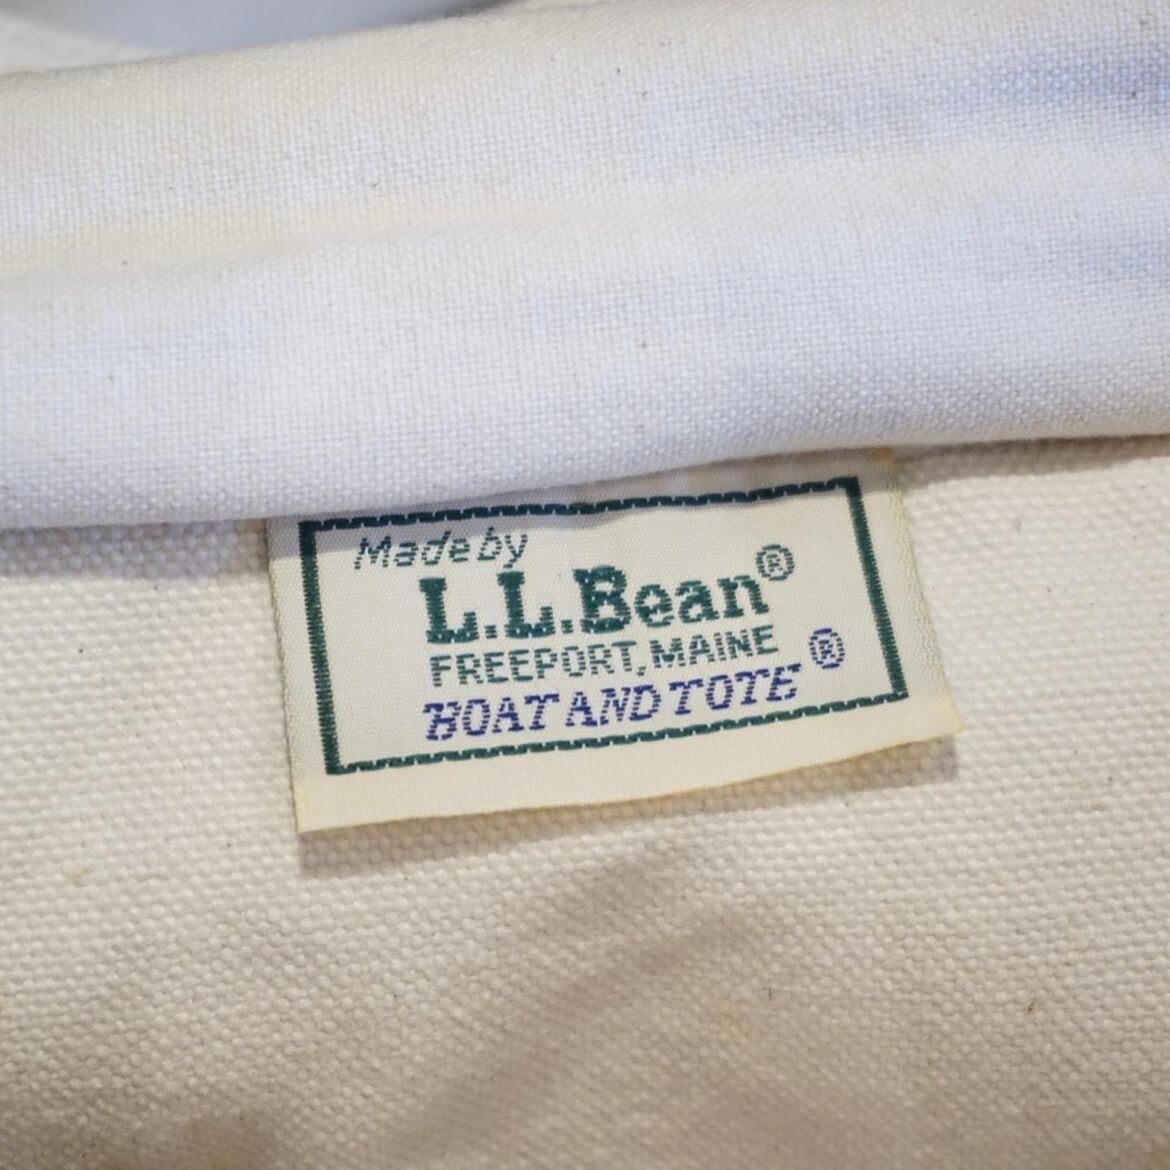 Made by
L.L.Bean®
FREEPORT, MAINE
BOAT AND TOTE ®